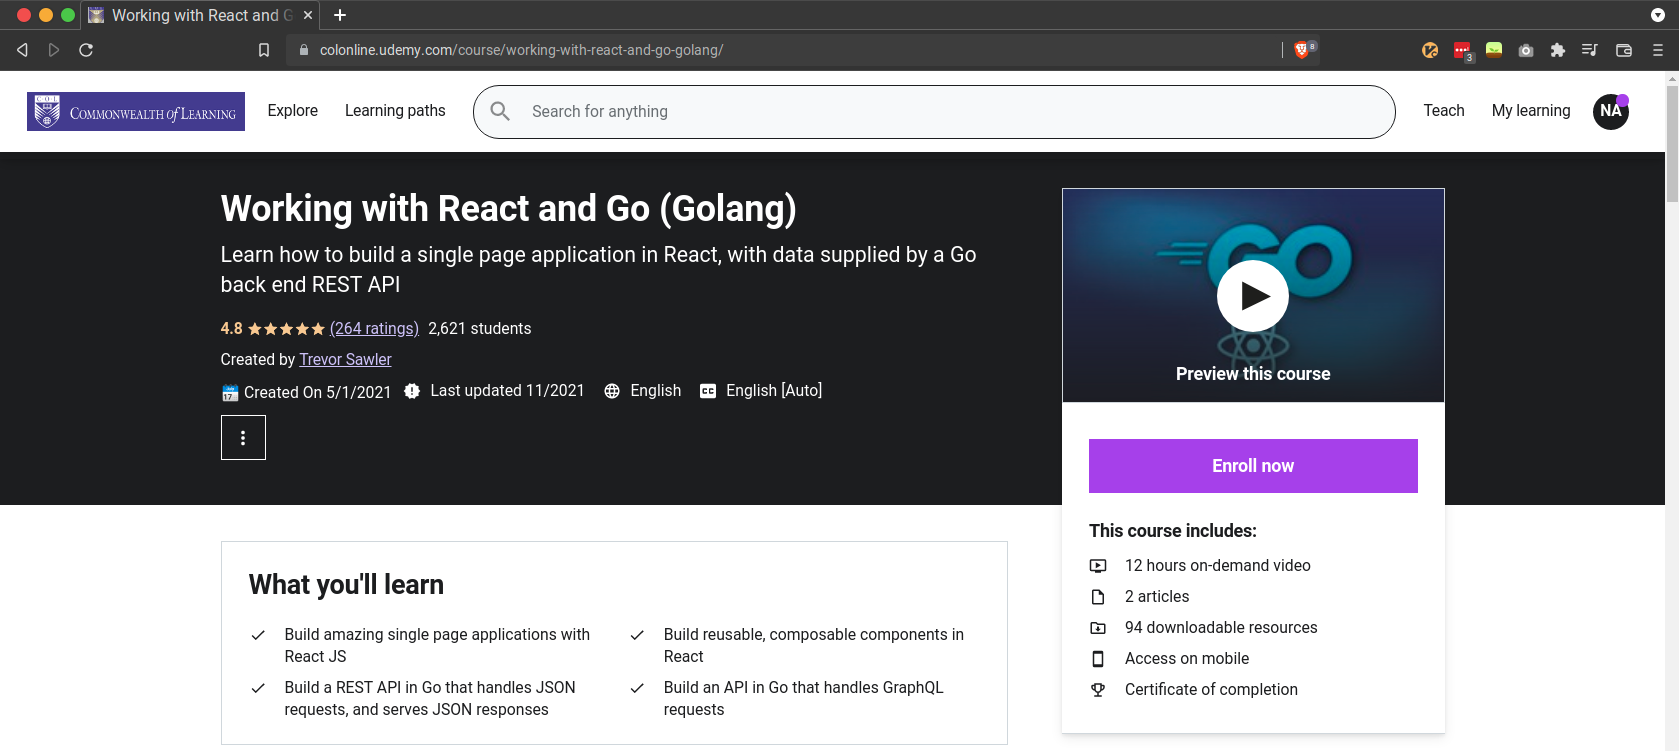 Working with React and G
colonline.udemy.com/course/working-with-react-and-go-golang/
8
3
COL
COMMONWEALTH of LEARNING
Explore
Learning paths
Search for anything
Teach
My learning
NA
Working with React and Go (Golang)
Learn how to build a single page application in React, with data supplied by a Go
back end REST API
4.8
(264 ratings)
2,621 students
Created by Trevor Sawler
17
Created On 5/1/2021
Last updated 11/2021
English
CC
English [Auto]
GO
Preview this course
Enroll now
This course includes:
12 hours on-demand video
2 articles
94 downloadable resources
Access on mobile
Certificate of completion
What you'll learn
Build amazing single page applications with
React JS
Build reusable, composable components in
React
Build a REST API in Go that handles JSON
requests, and serves JSON responses
Build an API in Go that handles GraphQL
requests